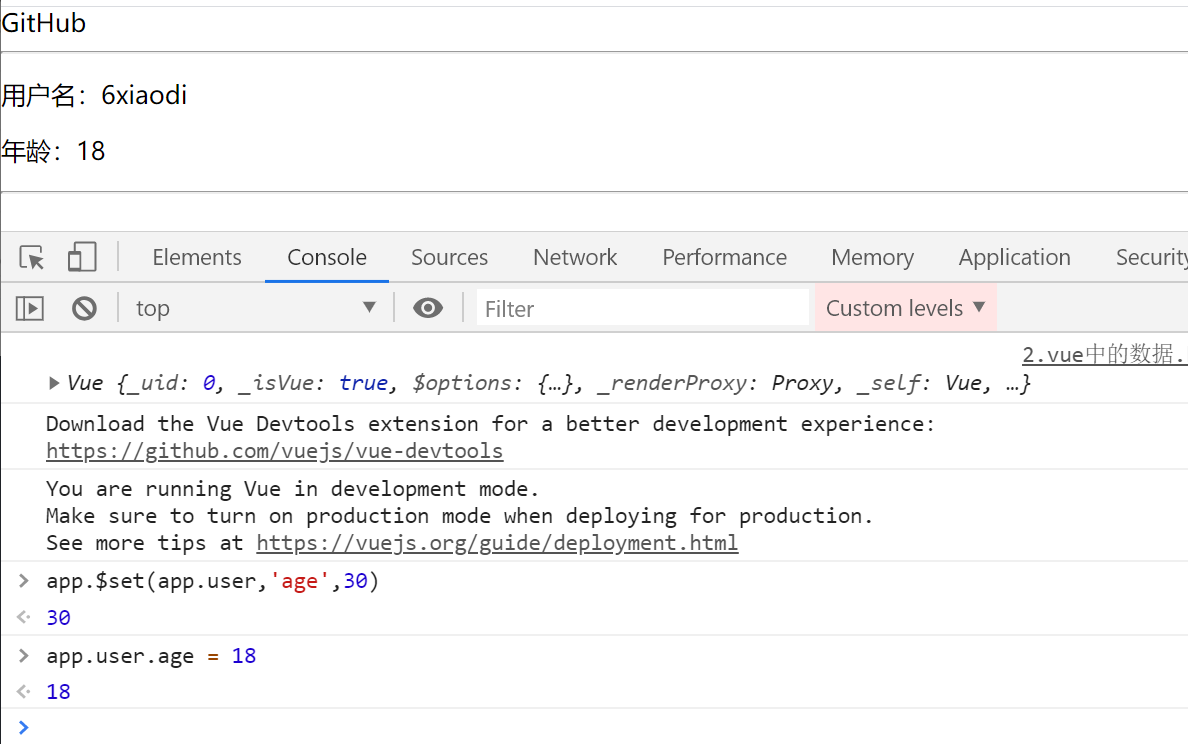 GitHub
用户名：6xiaodi
年龄：18
Elements Console Sources Network Performance Memory Application Security
top Filter Custom levels
2.vue中的数据.
Vue {_uid: 0, _isVue: true, $options: {…}, _renderProxy: Proxy, _self: Vue, …}
Download the Vue Devtools extension for a better development experience:
https://github.com/vuejs/vue-devtools
You are running Vue in development mode.
Make sure to turn on production mode when deploying for production.
See more tips at https://vuejs.org/guide/deployment.html
app.$set(app.user,'age',30)
30
app.user.age = 18
18